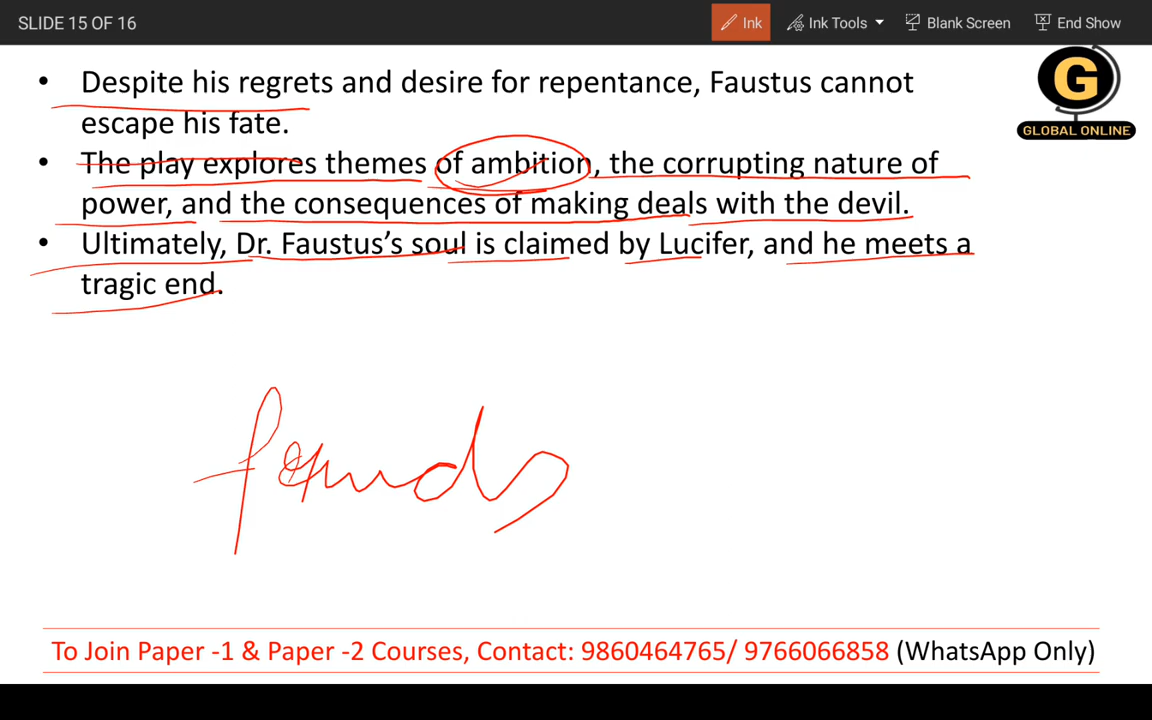 SLIDE 15 OF 16
Ink
Ink Tools
Blank Screen
End Show
• Despite his regrets and desire for repentance, Faustus cannot
escape his fate.
• The play explores themes of ambition, the corrupting nature of
power, and the consequences of making deals with the devil.
• Ultimately, Dr. Faustus’s soul is claimed by Lucifer, and he meets a
tragic end.
G
GLOBAL ONLINE
To Join Paper -1 & Paper -2 Courses, Contact: 9860464765/ 9766066858 (WhatsApp Only)